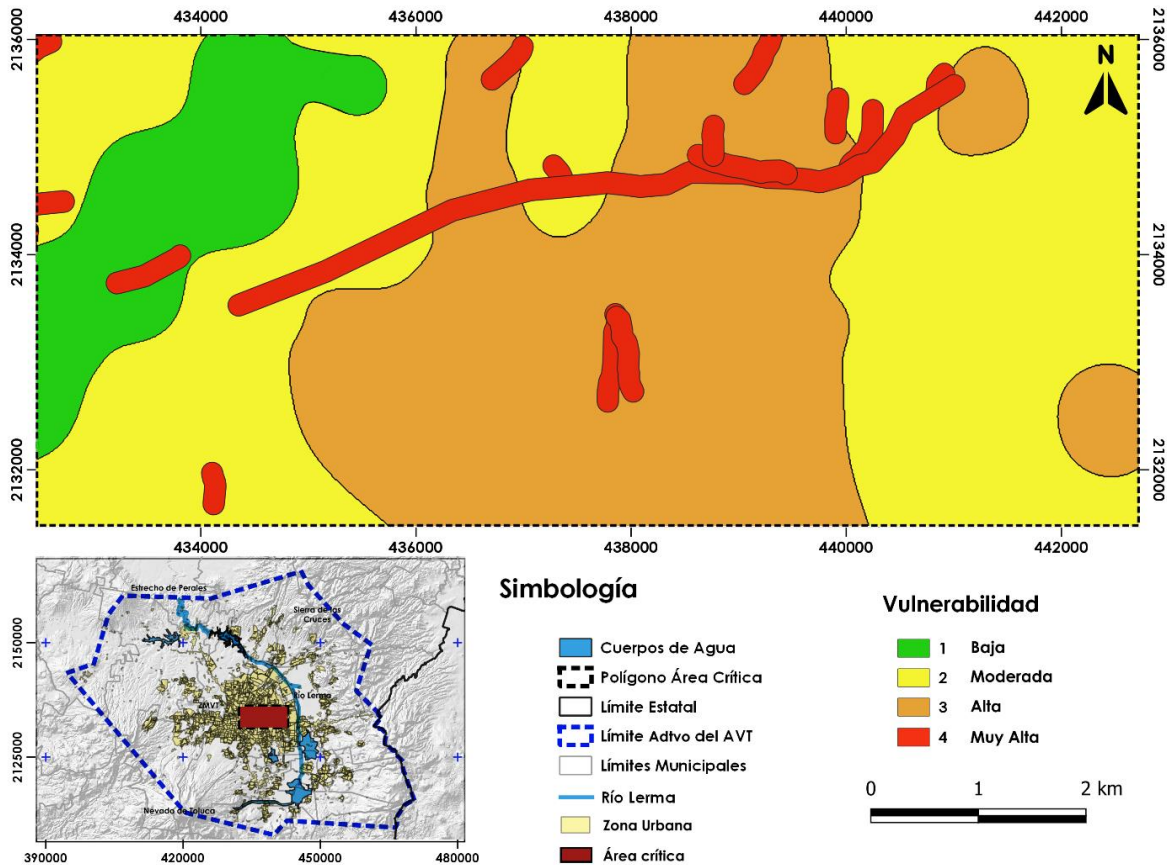 434000 436000 438000 440000 442000
2136000 2136000
N
2134000 2134000
2132000 2132000
434000 436000 438000 440000 442000
Estrecho de Perales
Sierra de las
Cruces
Río Lerma
ZMVT
Nevado de Toluca
390000 420000 450000 480000
Simbología
Cuerpos de Agua
Polígono Área Crítica
Límite Estatal
Límite Adtvo del AVT
Límites Municipales
Río Lerma
Zona Urbana
Área crítica
Vulnerabilidad
1 Baja
2 Moderada
3 Alta
4 Muy Alta
0 1 2 km